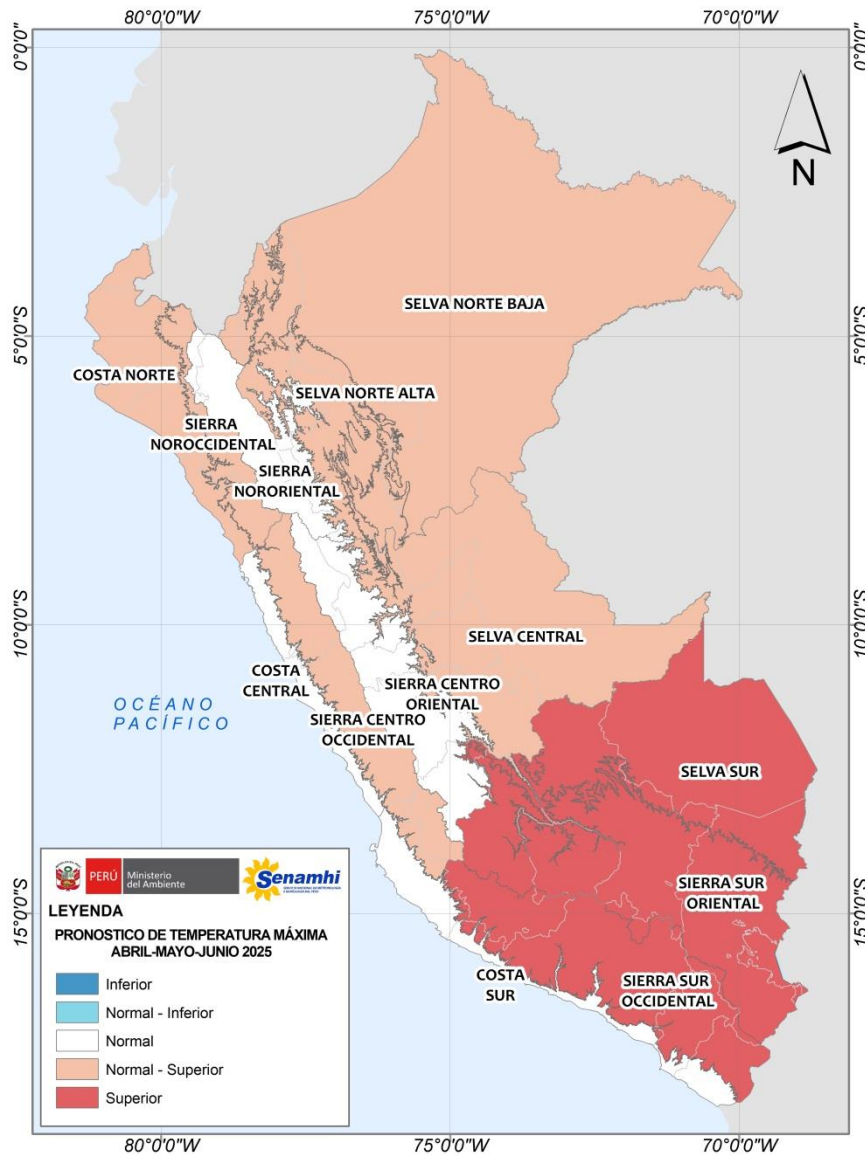 80°0'0"W 75°0'0"W 70°0'0"W
0°0'0" 0°0'0"
N
SELVA NORTE BAJA
5°0'0"S 5°0'0"S
COSTA NORTE
SELVA NORTE ALTA
SIERRA
NOROCCIDENTAL
SIERRA
NORORIENTAL
10°0'0"S 10°0'0"S
SELVA CENTRAL
COSTA
CENTRAL
SIERRA CENTRO
ORIENTAL
OCÉANO
PACÍFICO
SIERRA CENTRO
OCCIDENTAL
SELVA SUR
SIERRA SUR
ORIENTAL
15°0'0"S 15°0'0"S
COSTA
SUR
SIERRA SUR
OCCIDENTAL
PERÚ
Ministerio
del Ambiente
Senamhi
LEYENDA
PRONOSTICO DE TEMPERATURA MÁXIMA
ABRIL-MAYO-JUNIO 2025
Inferior
Normal - Inferior
Normal
Normal - Superior
Superior
80°0'0"W 75°0'0"W 70°0'0"W